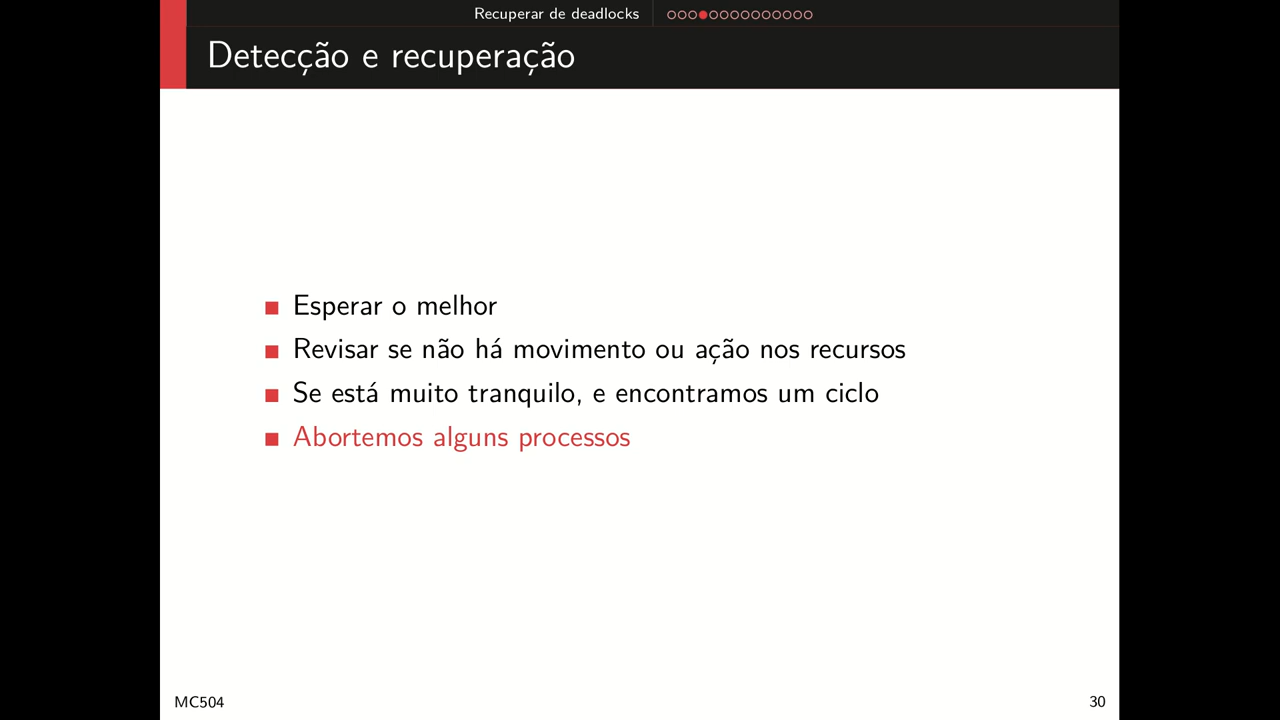 Recuperar de deadlocks
Detecção e recuperação
Esperar o melhor
Revisar se não há movimento ou ação nos recursos
Se está muito tranquilo, e encontramos um ciclo
Abortemos alguns processos
MC504
30